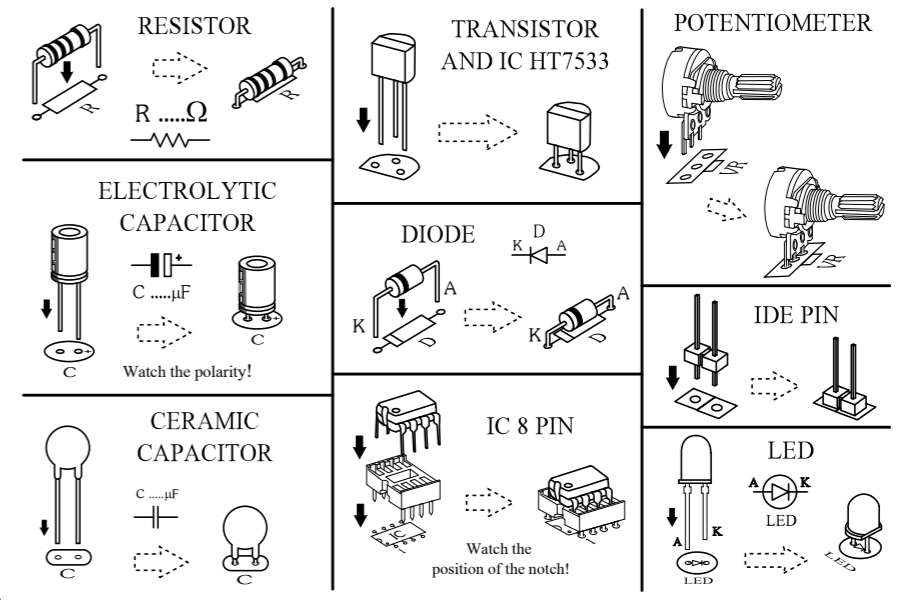 RESISTOR
R
R
R .....Ω
ELECTROLYTIC
CAPACITOR
+
C .....µF
+
C
+
C
Watch the polarity!
CERAMIC
CAPACITOR
C .....µF
C
C
TRANSISTOR
AND IC HT7533
DIODE
D
K
A
A
K
D
A
K
D
IC 8 PIN
IC
Watch the
position of the notch!
POTENTIOMETER
VR
VR
IDE PIN
LED
A
K
LED
A
K
LED
LED